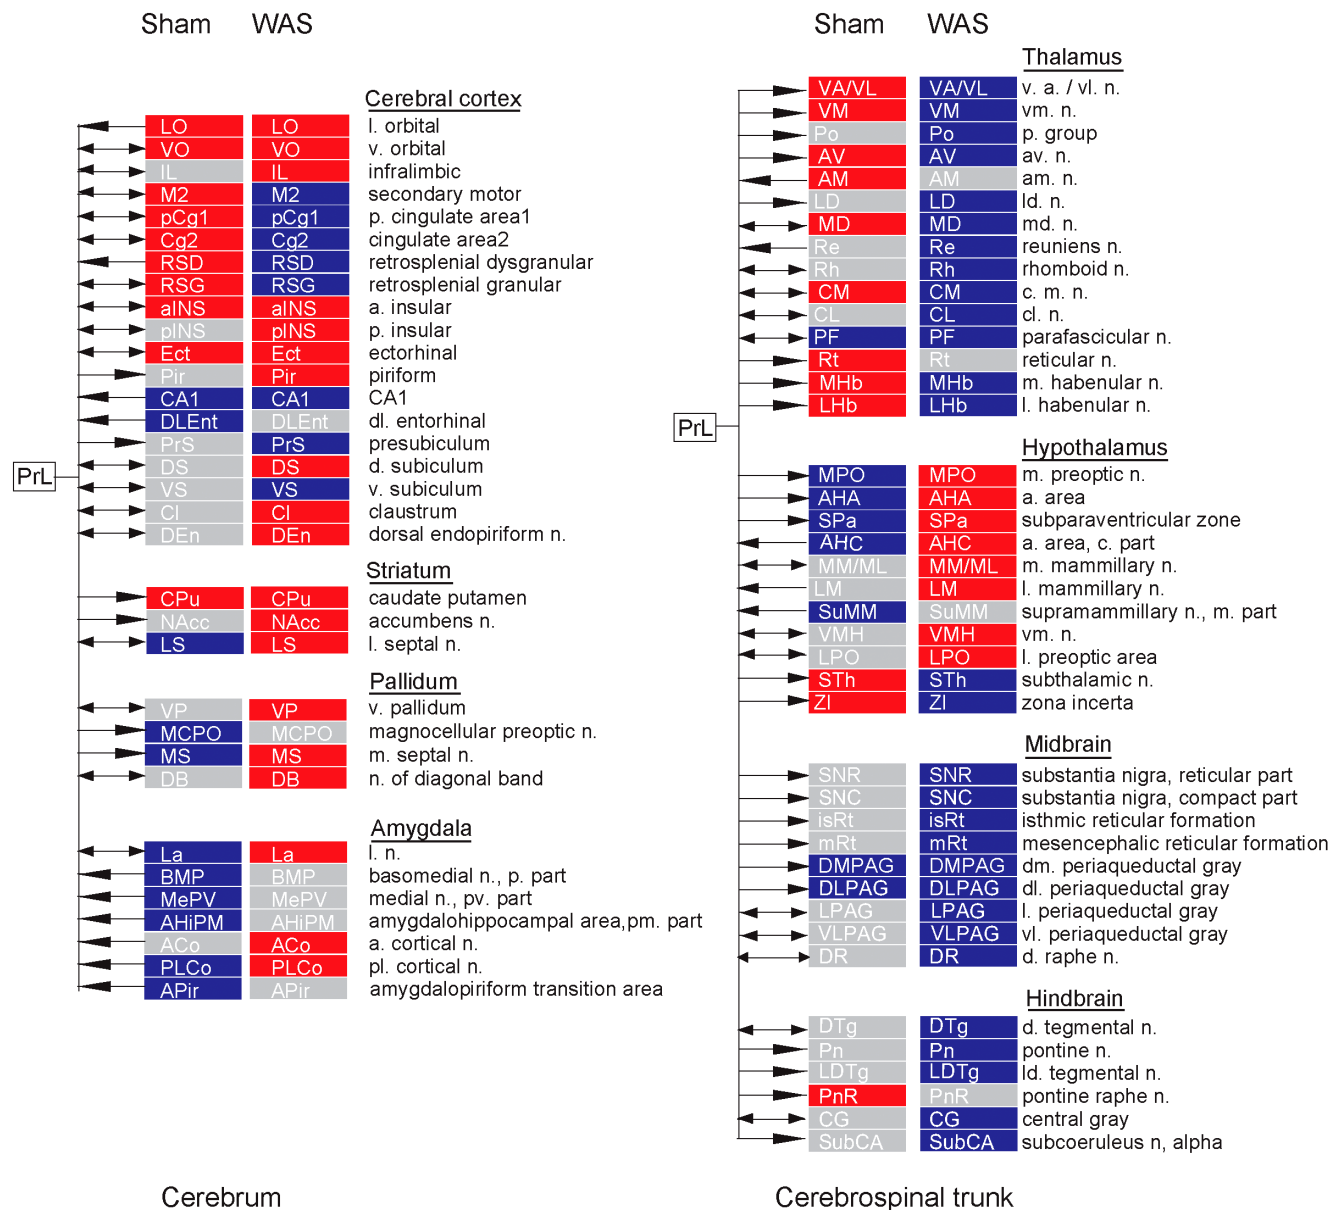 Sham WAS
Cerebral cortex
LO LO l. orbital
VO VO v. orbital
IL IL infralimbic
M2 M2 secondary motor
pCg1 pCg1 p. cingulate area1
Cg2 Cg2 cingulate area2
RSD RSD retrosplenial dysgranular
RSG RSG retrosplenial granular
aINS aINS a. insular
pINS pINS p. insular
Ect Ect ectorhinal
Pir Pir piriform
CA1 CA1 CA1
DLEnt DLEnt dl. entorhinal
PrS PrS presubiculum
PrL
DS DS d. subiculum
VS VS v. subiculum
Cl Cl claustrum
DEn DEn dorsal endopiriform n.
Striatum
CPu CPu caudate putamen
NAcc NAcc accumbens n.
LS LS l. septal n.
Pallidum
VP VP v. pallidum
MCPO MCPO magnocellular preoptic n.
MS MS m. septal n.
DB DB n. of diagonal band
Amygdala
La La l. n.
BMP BMP basomedial n., p. part
MePV MePV medial n., pv. part
AHiPM AHiPM amygdalohippocampal area,pm. part
ACo ACo a. cortical n.
PLCo PLCo pl. cortical n.
APir APir amygdalopiriform transition area
Cerebrum
Sham WAS
Thalamus
VA/VL VA/VL v. a. / vl. n.
VM VM vm. n.
Po Po p. group
AV AV av. n.
AM AM am. n.
LD LD ld. n.
MD MD md. n.
Re Re reuniens n.
Rh Rh rhomboid n.
CM CM c. m. n.
CL CL cl. n.
PF PF parafascicular n.
Rt Rt reticular n.
MHb MHb m. habenular n.
LHb LHb l. habenular n.
PrL
Hypothalamus
MPO MPO m. preoptic n.
AHA AHA a. area
SPa SPa subparaventricular zone
AHC AHC a. area, c. part
MM/ML MM/ML m. mammillary n.
LM LM l. mammillary n.
SuMM SuMM supramammillary n., m. part
VMH VMH vm. n.
LPO LPO l. preoptic area
STh STh subthalamic n.
ZI ZI zona incerta
Midbrain
SNR SNR substantia nigra, reticular part
SNC SNC substantia nigra, compact part
isRt isRt isthmic reticular formation
mRt mRt mesencephalic reticular formation
DMPAG DMPAG dm. periaqueductal gray
DLPAG DLPAG dl. periaqueductal gray
LPAG LPAG l. periaqueductal gray
VLPAG VLPAG vl. periaqueductal gray
DR DR d. raphe n.
Hindbrain
DTg DTg d. tegmental n.
Pn Pn pontine n.
LDTg LDTg ld. tegmental n.
PnR PnR pontine raphe n.
CG CG central gray
SubCA SubCA subcoeruleus n, alpha
Cerebrospinal trunk